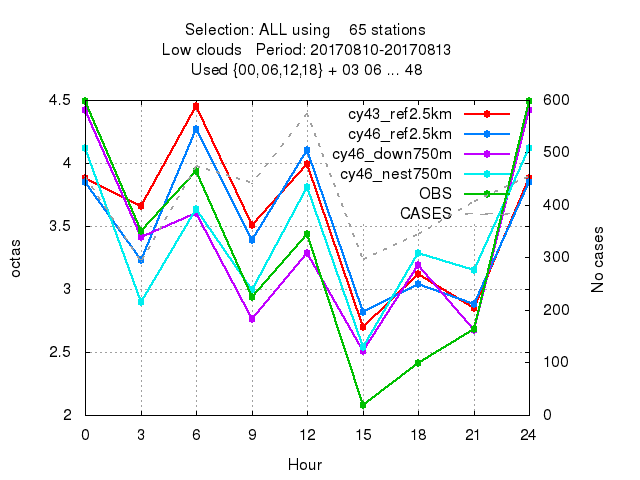 Selection: ALL using    65 stations
Low clouds   Period: 20170810-20170813
Used {00,06,12,18} + 03 06 ... 48
4.5
4
3.5
3
2.5
2
octas
600
500
400
300
200
100
0
No cases
cy43_ref2.5km
cy46_ref2.5km
cy46_down750m
cy46_nest750m
OBS
CASES
0 3 6 9 12 15 18 21 24
Hour